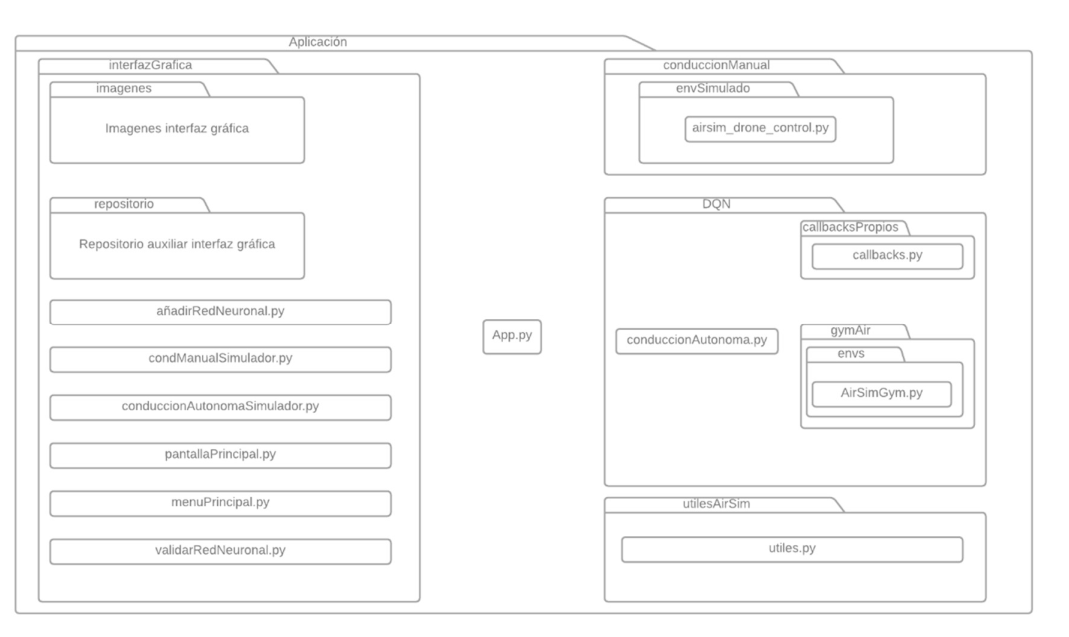 Aplicación
interfazGrafica
imagenes
Imagenes interfaz gráfica
repositorio
Repositorio auxiliar interfaz gráfica
añadirRedNeuronal.py
condManualSimulador.py
conduccionAutonomaSimulador.py
pantallaPrincipal.py
menuPrincipal.py
validarRedNeuronal.py
App.py
conduccionManual
envSimulado
airsim_drone_control.py
DQN
callbacksPropios
callbacks.py
conduccionAutonoma.py
gymAir
envs
AirSimGym.py
utilesAirSim
utiles.py